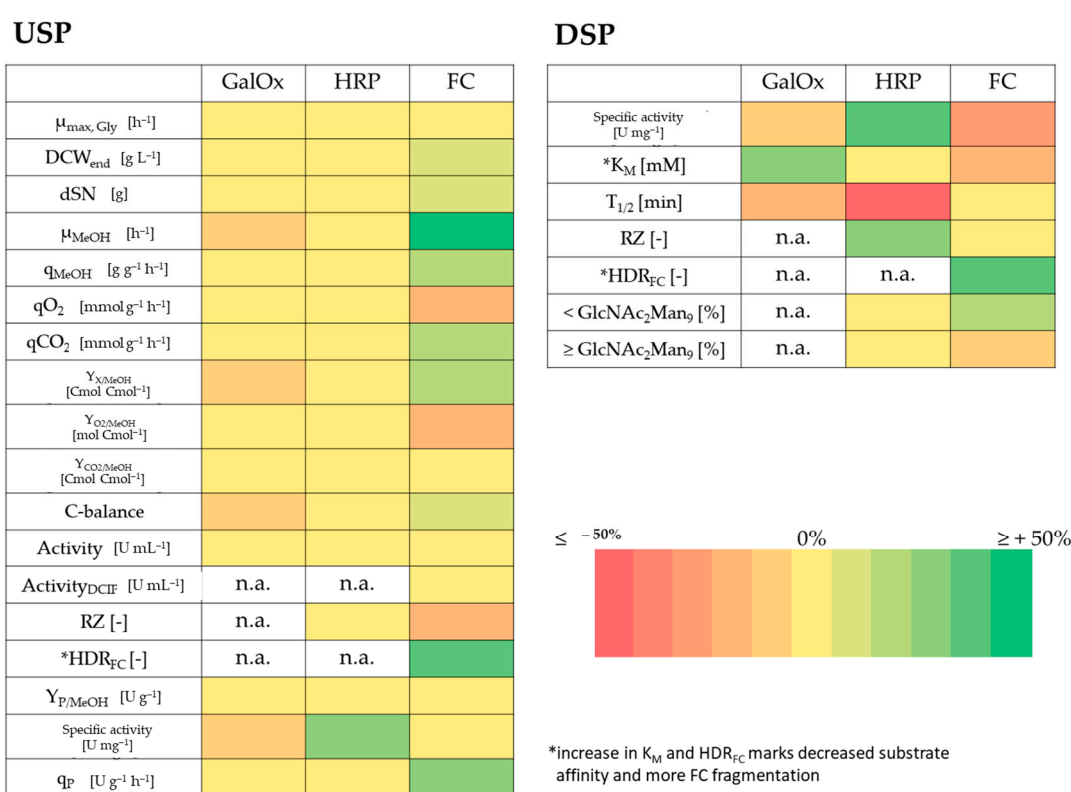 USP
GalOx HRP FC
μmax, Gly [h⁻¹]
DCWend [g L⁻¹]
dSN [g]
μMeOH [h⁻¹]
qMeOH [g g⁻¹ h⁻¹]
qO₂ [mmol g⁻¹ h⁻¹]
qCO₂ [mmol g⁻¹ h⁻¹]
YX/MeOH
[Cmol Cmol⁻¹]
YO2/MeOH
[mol Cmol⁻¹]
YCO2/MeOH
[Cmol Cmol⁻¹]
C-balance
Activity [U mL⁻¹]
ActivityDCIP [U mL⁻¹] n.a. n.a.
RZ [-] n.a.
*HDRFC [-] n.a. n.a.
YP/MeOH [U g⁻¹]
Specific activity
[U mg⁻¹]
qP [U g⁻¹ h⁻¹]
DSP
GalOx HRP FC
Specific activity
[U mg⁻¹]
*KM [mM]
T1/2 [min]
RZ [-] n.a.
*HDRFC [-] n.a. n.a.
< GlcNAc₂Man₉ [%] n.a.
≥ GlcNAc₂Man₉ [%] n.a.
≤ −50% 0% ≥ + 50%
*increase in KM and HDRFC marks decreased substrate
affinity and more FC fragmentation